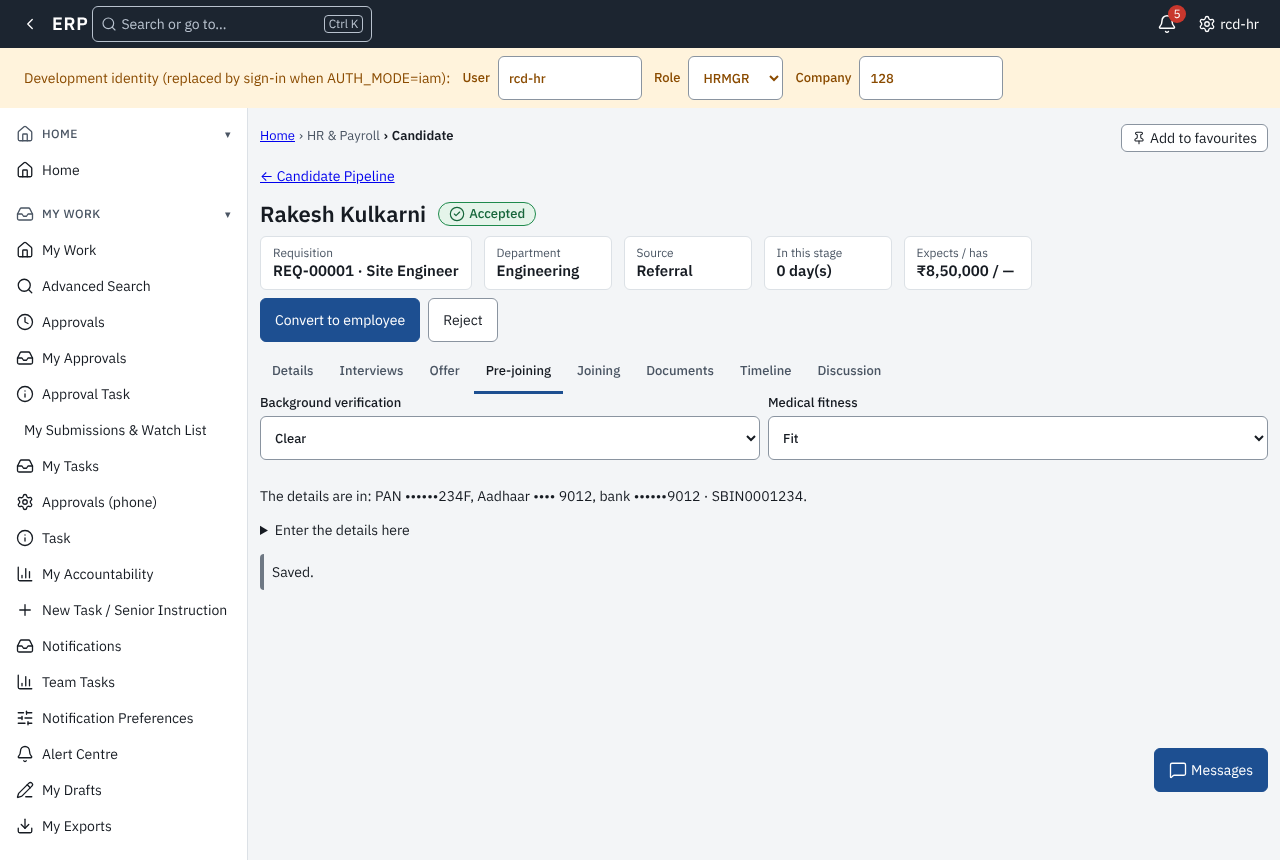 ERP
Search or go to... Ctrl K
5
rcd-hr
Development identity (replaced by sign-in when AUTH_MODE=iam): User rcd-hr Role HRMGR Company 128
HOME
Home
MY WORK
My Work
Advanced Search
Approvals
My Approvals
Approval Task
My Submissions & Watch List
My Tasks
Approvals (phone)
Task
My Accountability
New Task / Senior Instruction
Notifications
Team Tasks
Notification Preferences
Alert Centre
My Drafts
My Exports
Home › HR & Payroll › Candidate
Add to favourites
← Candidate Pipeline
Rakesh Kulkarni Accepted
Requisition
REQ-00001 · Site Engineer
Department
Engineering
Source
Referral
In this stage
0 day(s)
Expects / has
₹8,50,000 / —
Convert to employee Reject
Details Interviews Offer Pre-joining Joining Documents Timeline Discussion
Background verification
Clear
Medical fitness
Fit
The details are in: PAN ••••••234F, Aadhaar •••• 9012, bank ••••••9012 · SBIN0001234.
Enter the details here
Saved.
Messages